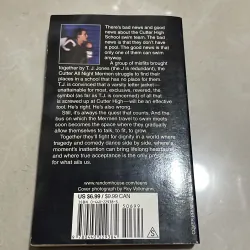 There's bad news and good news
about the Cutter High
School swim team. The bad
news is that they don't have
a pool. The good news is that
only one of them can swim
anyway.
A group of misfits brought
together by T. J. Jones (the J is redundant), the
Cutter All Night Mermen struggle to find their
places in a school that has no place for them.
T.J. is convinced that a varsity letter jacket –
unattainable for most, exclusive, revered, the
symbol (as far as T.J. is concerned) of all that
is screwed up at Cutter High— will be an effective
tool. He's right. He's also wrong.
Still, it's always the quest that counts. And the
bus on which the Mermen travel to swim meets
soon becomes the space where they gradually
allow themselves to talk, to fit, to grow.
Together they'll fight for dignity in a world where
tragedy and comedy dance side by side, where a
moment's inattention can bring lifelong heartache,
and where true acceptance is the only prescription
for what ails us.
www.randomhouse.com/teens
Cover photograph by Roy Volkmann
US $6.99 / $9.99 CAN